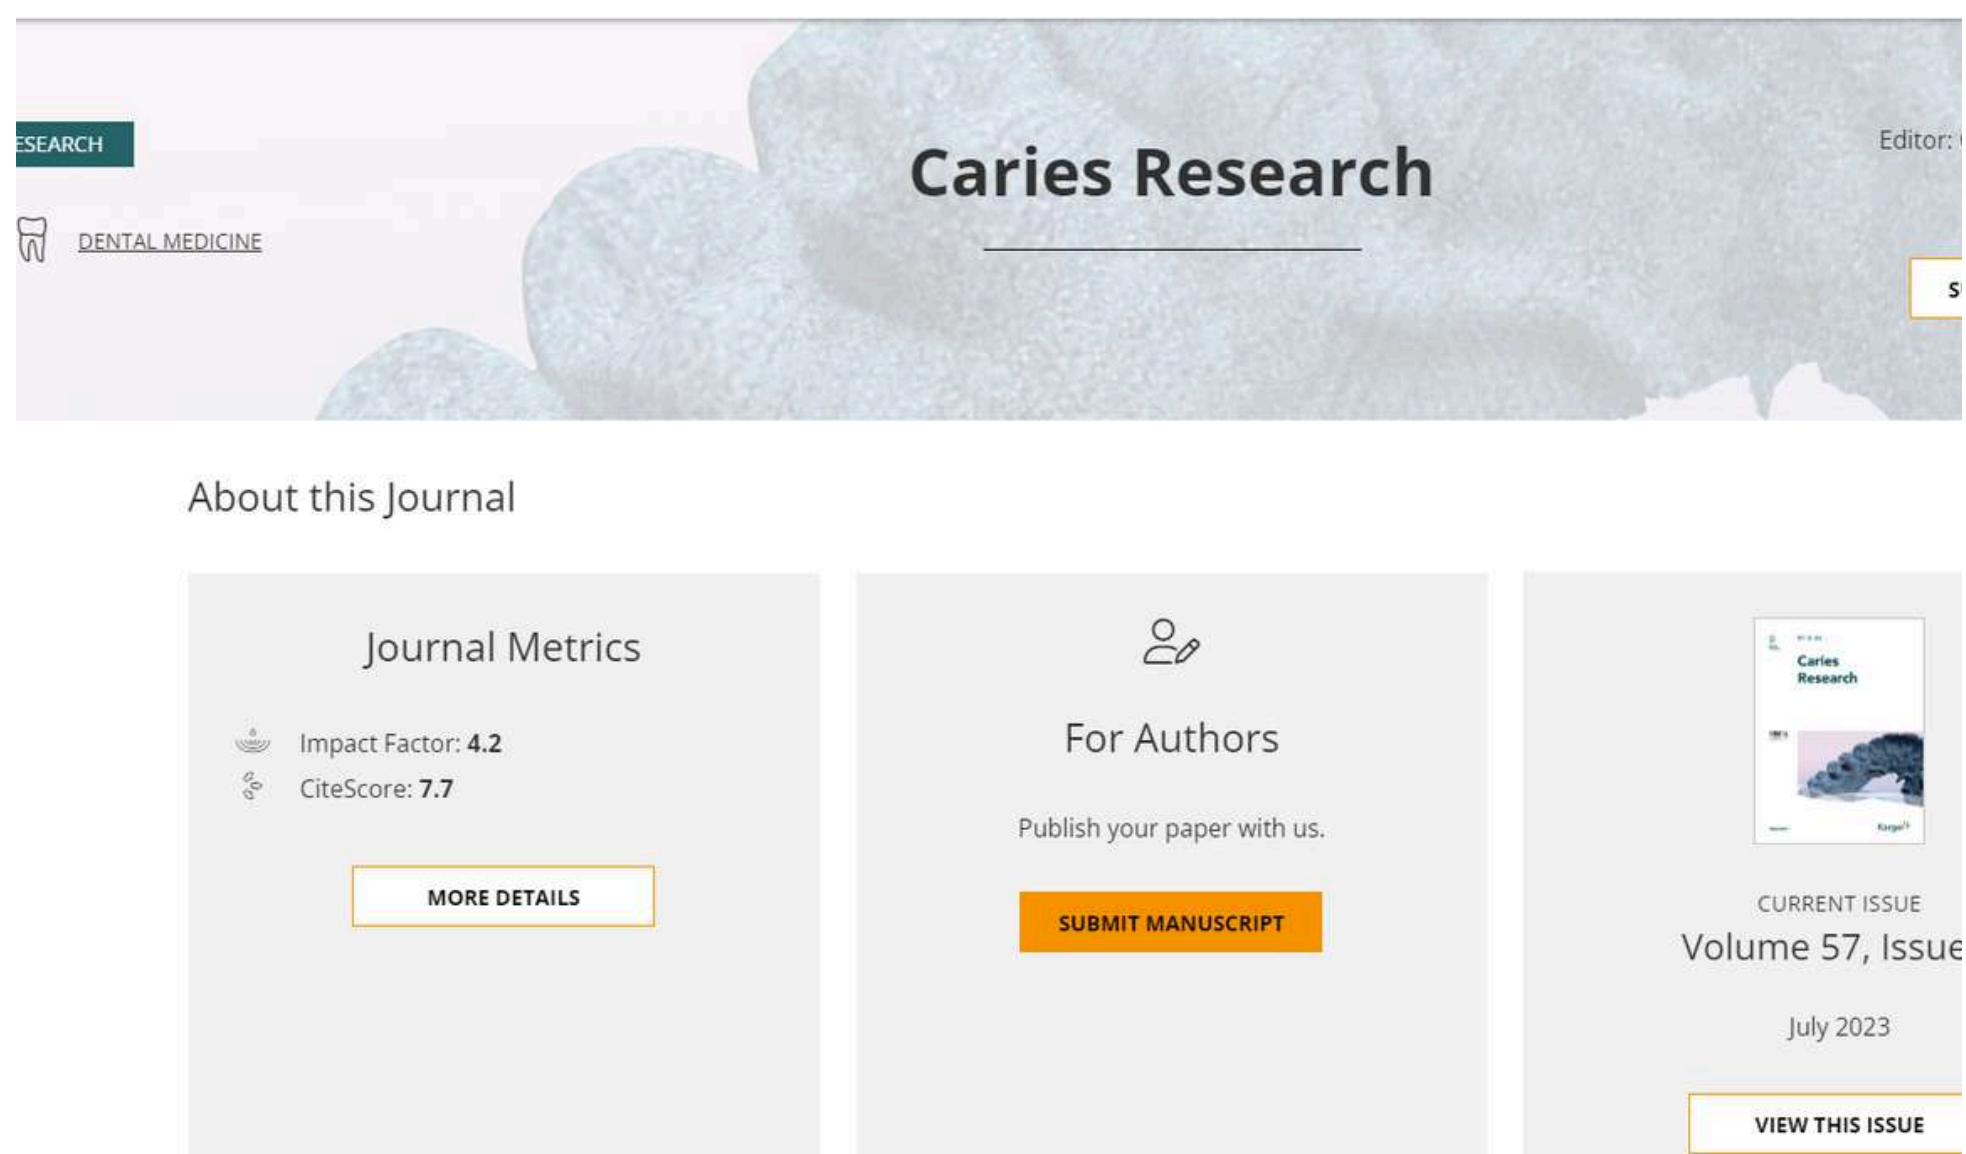 ESEARCH
DENTAL MEDICINE
Caries Research
Editor:
About this Journal
Journal Metrics
Impact Factor: 4.2
CiteScore: 7.7
MORE DETAILS
For Authors
Publish your paper with us.
SUBMIT MANUSCRIPT
Caries
Research
Karger
CURRENT ISSUE
Volume 57, Issue
July 2023
VIEW THIS ISSUE